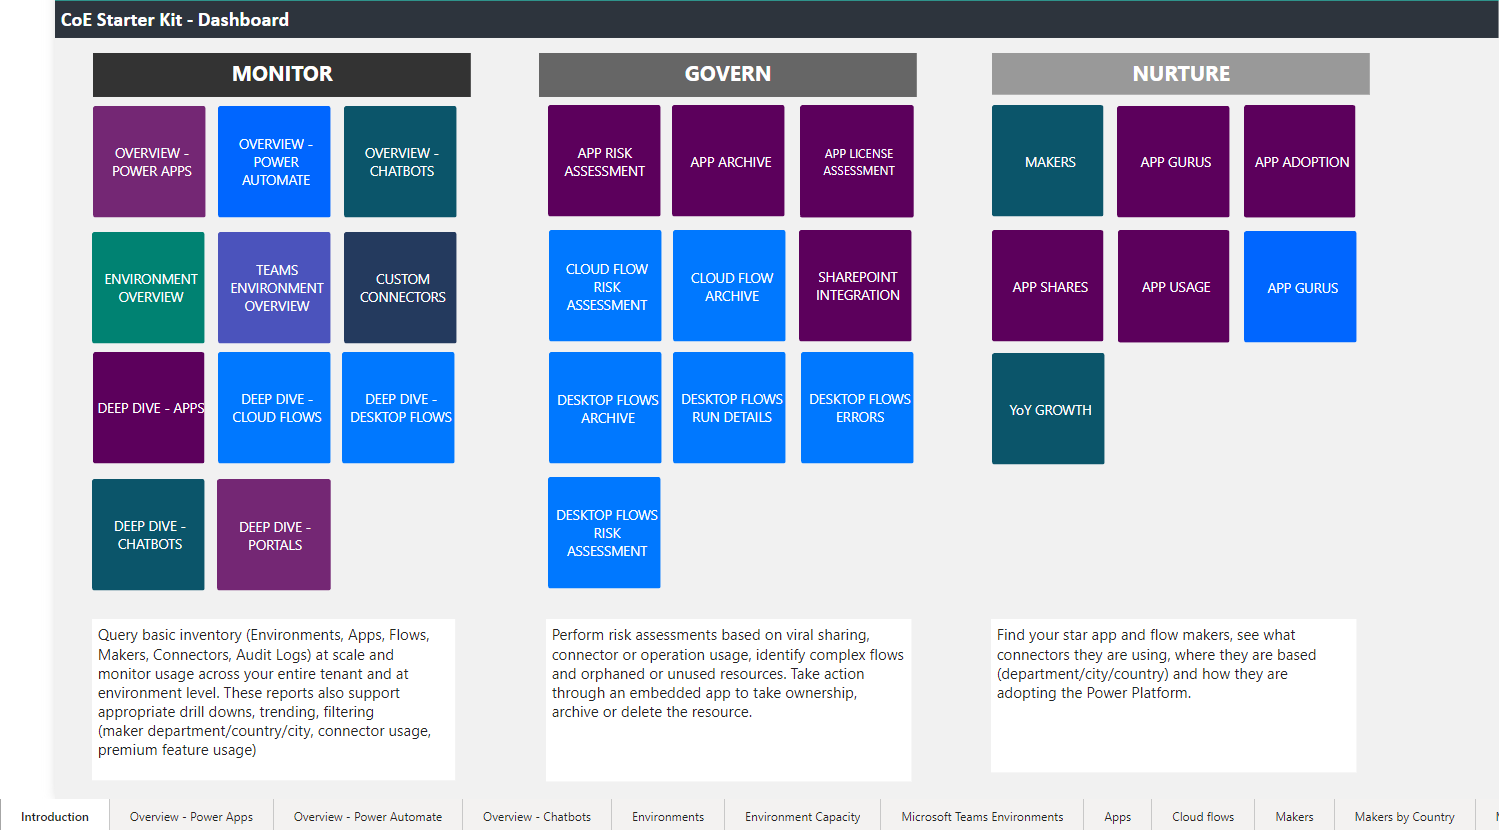 CoE Starter Kit - Dashboard
MONITOR
OVERVIEW -
POWER APPS
OVERVIEW -
POWER
AUTOMATE
OVERVIEW -
CHATBOTS
ENVIRONMENT
OVERVIEW
TEAMS
ENVIRONMENT
OVERVIEW
CUSTOM
CONNECTORS
DEEP DIVE - APPS
DEEP DIVE -
CLOUD FLOWS
DEEP DIVE -
DESKTOP FLOWS
DEEP DIVE -
CHATBOTS
DEEP DIVE -
PORTALS
Query basic inventory (Environments, Apps, Flows,
Makers, Connectors, Audit Logs) at scale and
monitor usage across your entire tenant and at
environment level. These reports also support
appropriate drill downs, trending, filtering
(maker department/country/city, connector usage,
premium feature usage)
GOVERN
APP RISK
ASSESSMENT
APP ARCHIVE
APP LICENSE
ASSESSMENT
CLOUD FLOW
RISK
ASSESSMENT
CLOUD FLOW
ARCHIVE
SHAREPOINT
INTEGRATION
DESKTOP FLOWS
ARCHIVE
DESKTOP FLOWS
RUN DETAILS
DESKTOP FLOWS
ERRORS
DESKTOP FLOWS
RISK
ASSESSMENT
Perform risk assessments based on viral sharing,
connector or operation usage, identify complex flows
and orphaned or unused resources. Take action
through an embedded app to take ownership,
archive or delete the resource.
NURTURE
MAKERS
APP GURUS
APP ADOPTION
APP SHARES
APP USAGE
APP GURUS
YoY GROWTH
Find your star app and flow makers, see what
connectors they are using, where they are based
(department/city/country) and how they are
adopting the Power Platform.
Introduction
Overview - Power Apps
Overview - Power Automate
Overview - Chatbots
Environments
Environment Capacity
Microsoft Teams Environments
Apps
Cloud flows
Makers
Makers by Country